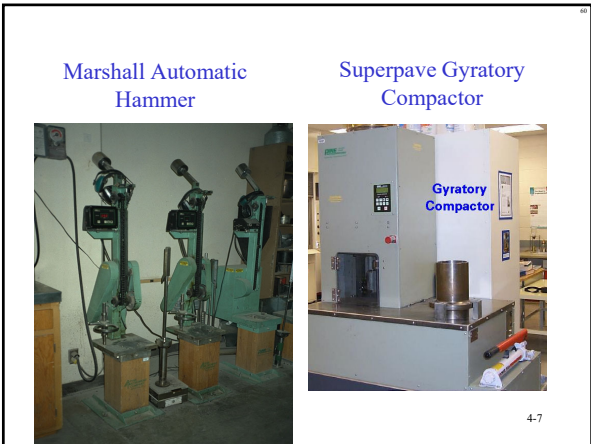 60
Marshall Automatic
Hammer
Superpave Gyratory
Compactor
Gyratory
Compactor
4-7